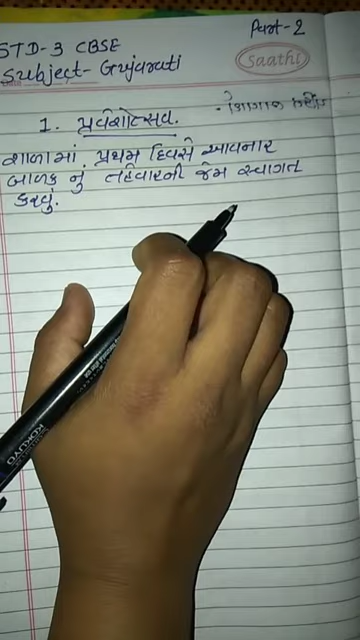 Part-2
STD-3 CBSE
Saathi
Subject- Gujarati
1. પ્રવેશોત્સવ.
શાળામાં પ્રથમ દિવસે આવનાર
બાળક નું તહેવારની જેમ સ્વાગત
કરવું.
KOKUYO